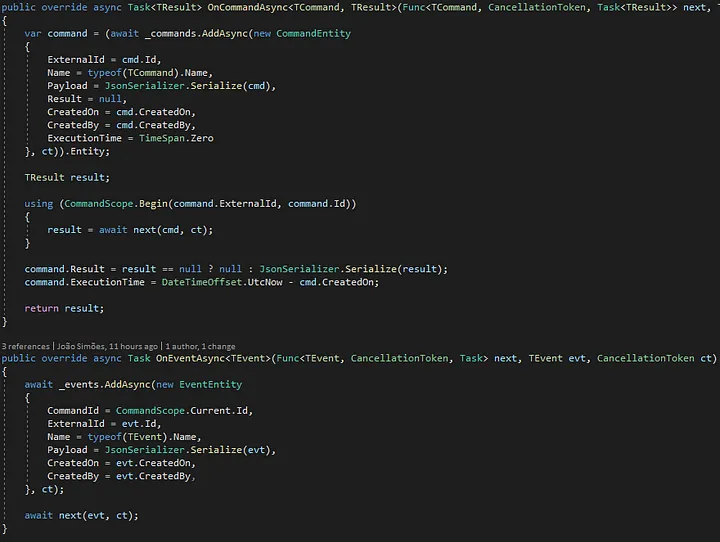 public override async Task<TResult> OnCommandAsync<TCommand, TResult>(Func<TCommand, CancellationToken, Task<TResult>> next, T
{
var command = (await _commands.AddAsync(new CommandEntity
{
ExternalId = cmd.Id,
Name = typeof(TCommand).Name,
Payload = JsonSerializer.Serialize(cmd),
Result = null,
CreatedOn = cmd.CreatedOn,
CreatedBy = cmd.CreatedBy,
ExecutionTime = TimeSpan.Zero
}, ct)).Entity;
TResult result;
using (CommandScope.Begin(command.ExternalId, command.Id))
{
result = await next(cmd, ct);
}
command.Result = result == null ? null : JsonSerializer.Serialize(result);
command.ExecutionTime = DateTimeOffset.UtcNow - cmd.CreatedOn;
return result;
}
3 references | João Simões, 11 hours ago | 1 author, 1 change
public override async Task OnEventAsync<TEvent>(Func<TEvent, CancellationToken, Task> next, TEvent evt, CancellationToken ct)
{
await _events.AddAsync(new EventEntity
{
CommandId = CommandScope.Current.Id,
ExternalId = evt.Id,
Name = typeof(TEvent).Name,
Payload = JsonSerializer.Serialize(evt),
CreatedOn = evt.CreatedOn,
CreatedBy = evt.CreatedBy,
}, ct);
await next(evt, ct);
}